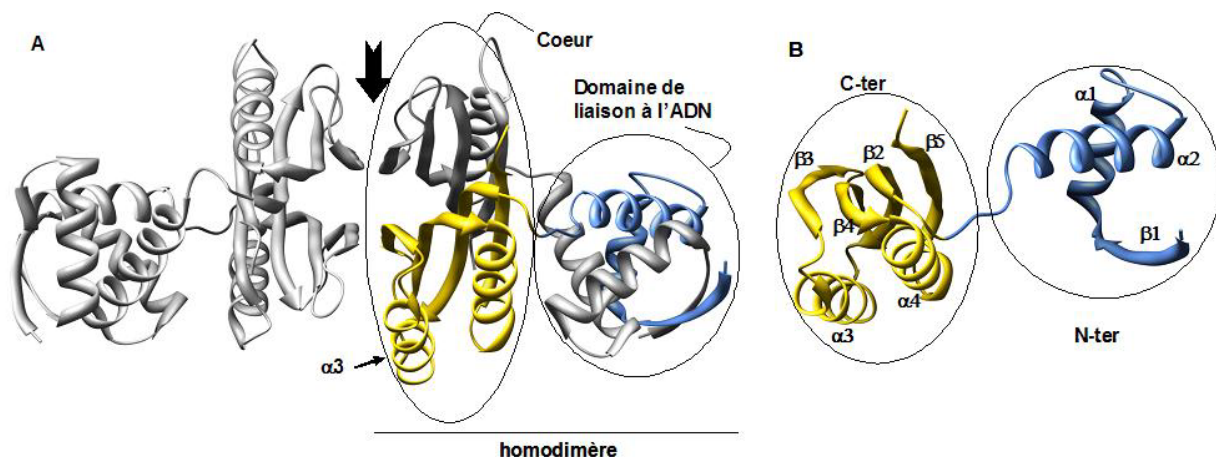 A
Coeur
Domaine de
liaison à l'ADN
α3
homodimère
B
C-ter
α1
β3
β2
β5
α2
β4
β1
α4
α3
N-ter